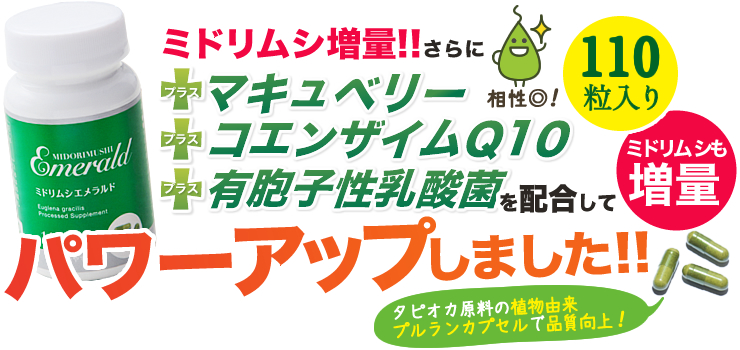 ミドリムシ増量!!さらに
プラス マキュベリー
プラス コエンザイムQ10
プラス 有胞子性乳酸菌を配合して
パワーアップしました!!
相性◎!
110
粒入り
ミドリムシも
増量
MIDORIMUSHI
Emerald
ミドリムシエメラルド
Euglena gracilis
Processed Supplement
タピオカ原料の植物由来
プルランカプセルで品質向上!